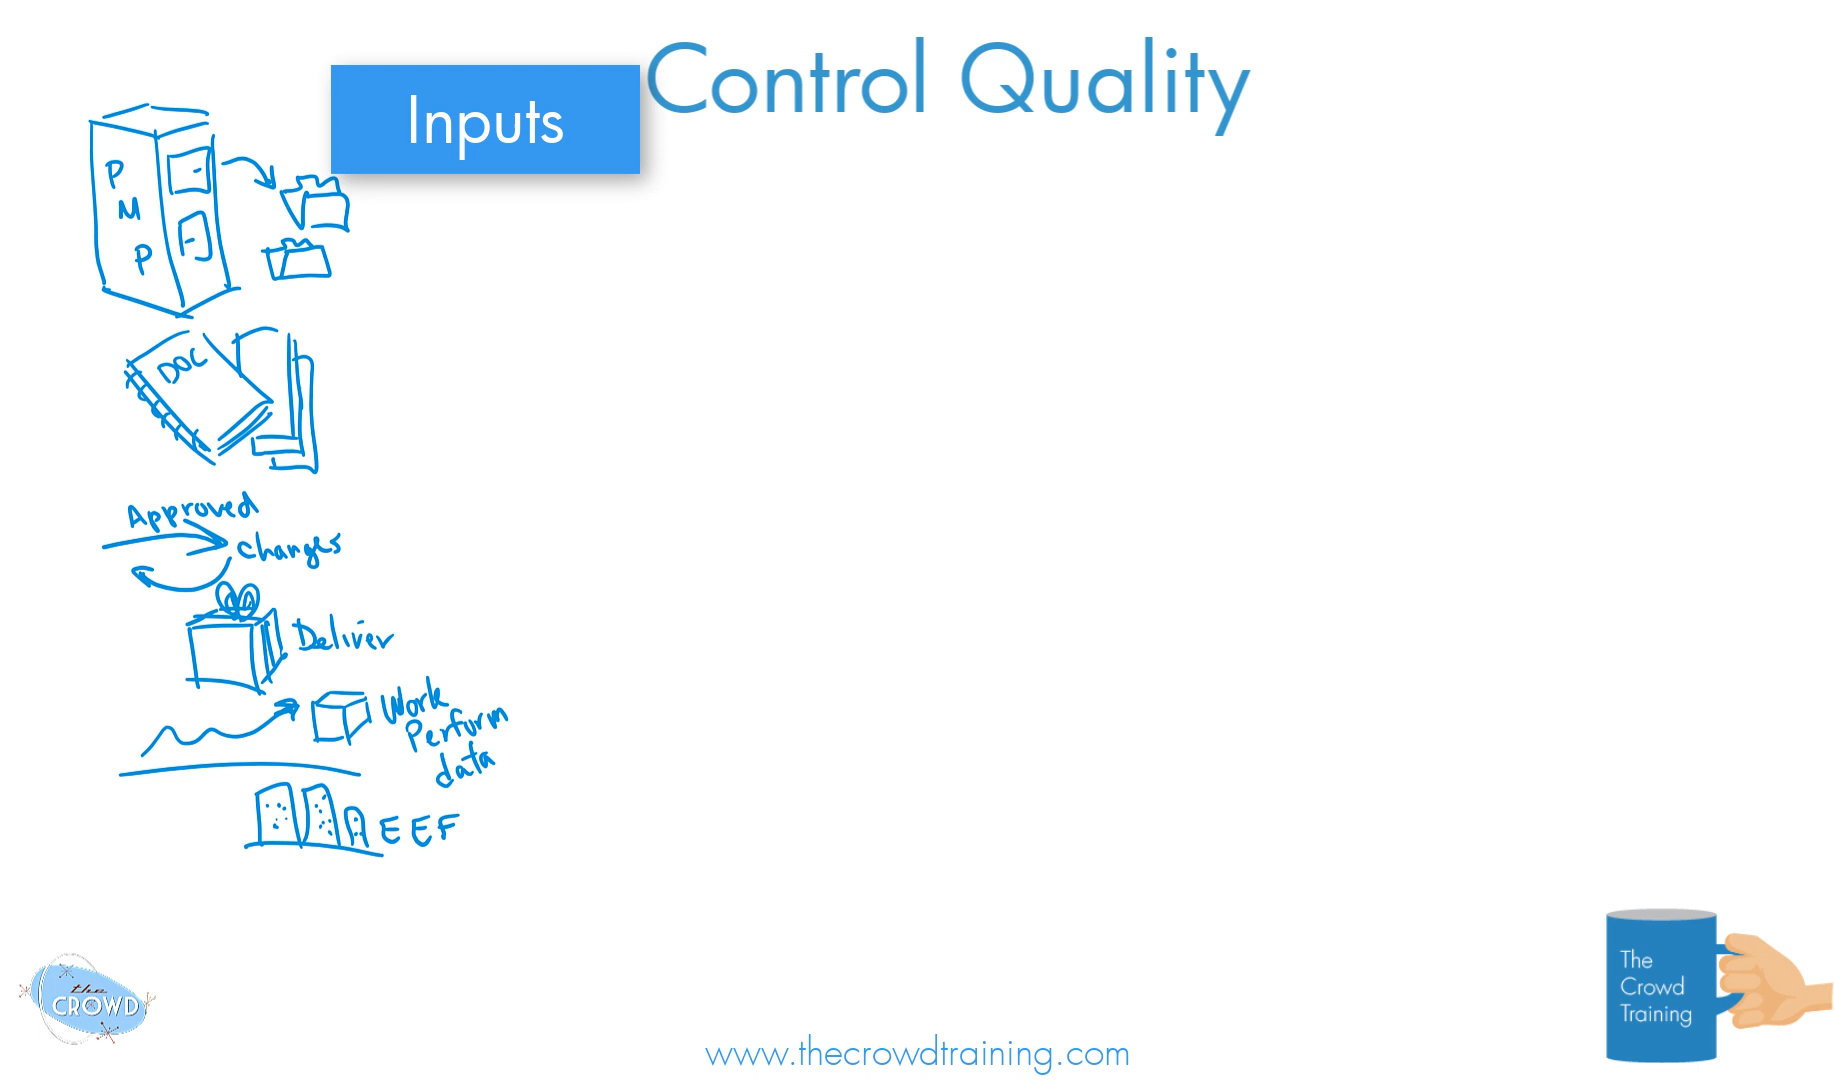 Control Quality
Inputs
P
M
P
DOC
Approved
changes
Deliver
Work
Perform
data
EEF
the
CROWD
The
Crowd
Training
www.thecrowdtraining.com